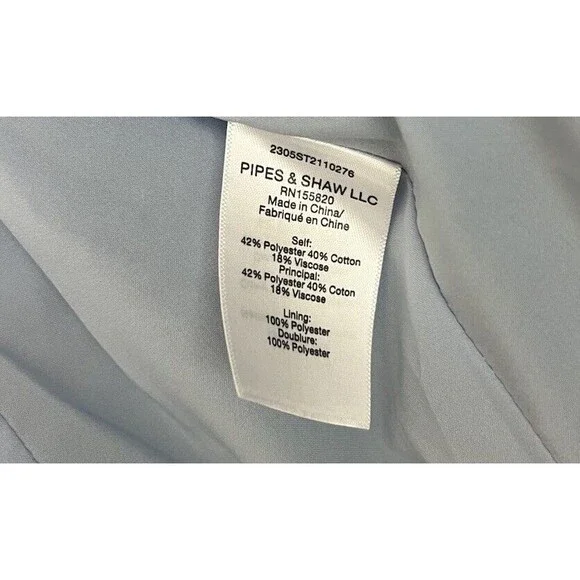 2305ST2110276
PIPES & SHAW LLC
RN155820
Made in China/
Fabriqué en Chine
Self:
42% Polyester 40% Cotton
18% Viscose
Principal:
42% Polyester 40% Coton
18% Viscose
Lining:
100% Polyester
Doublure:
100% Polyester